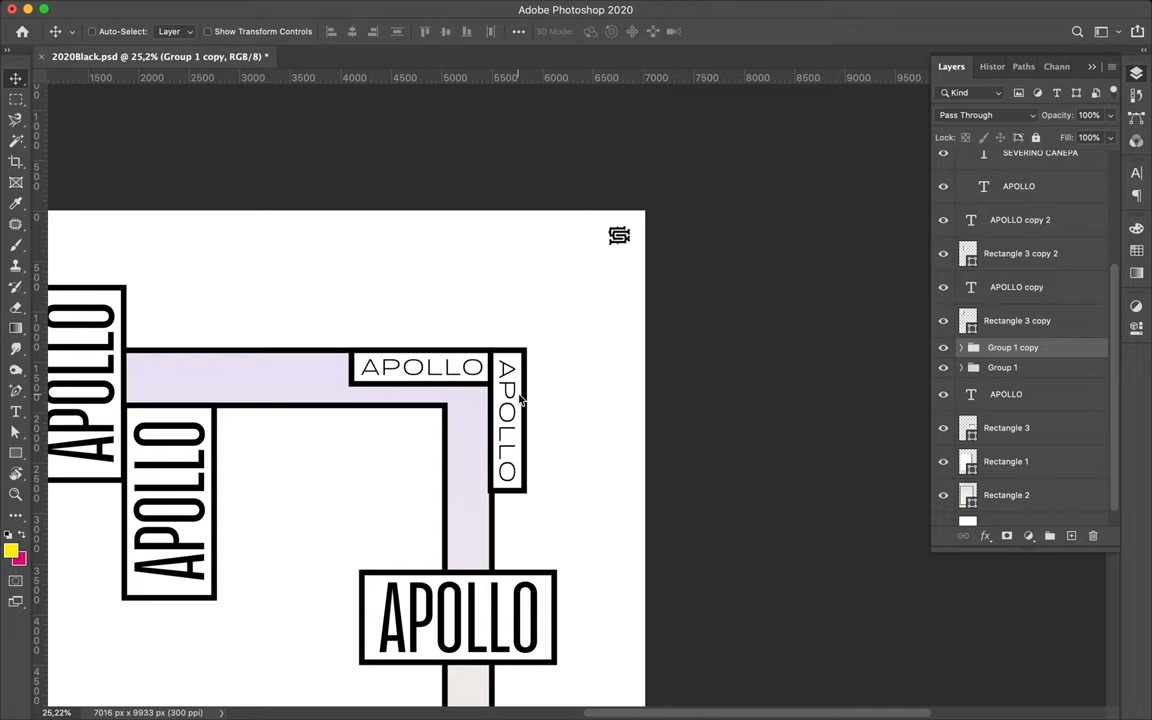 Adobe Photoshop 2020
Auto-Select: Layer Show Transform Controls 3D Mode:
2020Black.psd @ 25,2% (Group 1 copy, RGB/8) *
1500 2000 2500 3000 3500 4000 4500 5000 5500 6000 6500 7000 7500 8000 8500 9000 9500
Layers Histor Paths Chann
Kind
Pass Through Opacity: 100%
Lock: Fill: 100%
SEVERINO CANEPA
APOLLO
APOLLO copy 2
Rectangle 3 copy 2
APOLLO copy
Rectangle 3 copy
Group 1 copy
Group 1
APOLLO
Rectangle 3
Rectangle 1
Rectangle 2
APOLLO
APOLLO
APOLLO
APOLLO
APOLLO
25,22% 7016 px x 9933 px (300 ppi)